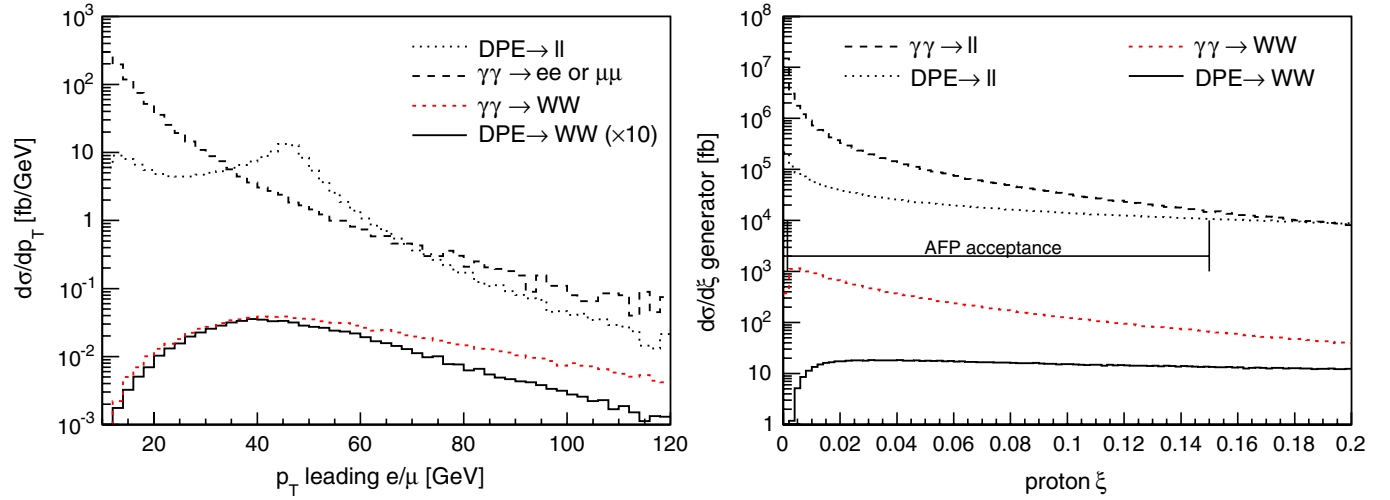 10³
10²
10
1
10⁻¹
10⁻²
10⁻³
dσ/dp_T [fb/GeV]
DPE→ ll
γγ → ee or μμ
γγ → WW
DPE→ WW (×10)
20 40 60 80 100 120
p_T leading e/μ [GeV]
10⁸
10⁷
10⁶
10⁵
10⁴
10³
10²
10
1
dσ/dξ generator [fb]
γγ → ll
γγ → WW
DPE→ ll
DPE→ WW
AFP acceptance
0 0.02 0.04 0.06 0.08 0.1 0.12 0.14 0.16 0.18 0.2
proton ξ